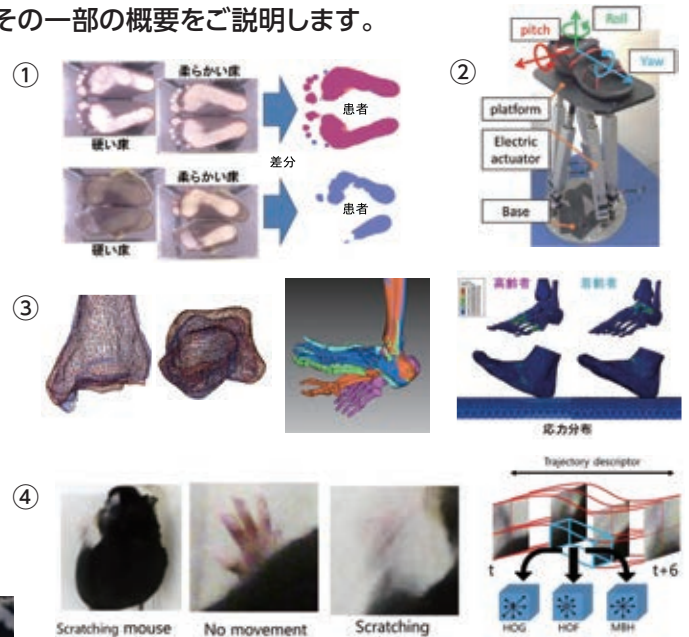 その一部の概要をご説明します。
①
柔らかい床
硬い床
患者
差分
柔らかい床
硬い床
患者
②
pitch
Roll
Yaw
platform
Electric
actuator
Base
③
高齢者
若齢者
応力分布
④
Scratching mouse
No movement
Scratching
Trajectory descriptor
t
t+6
HOG
HOF
MBH